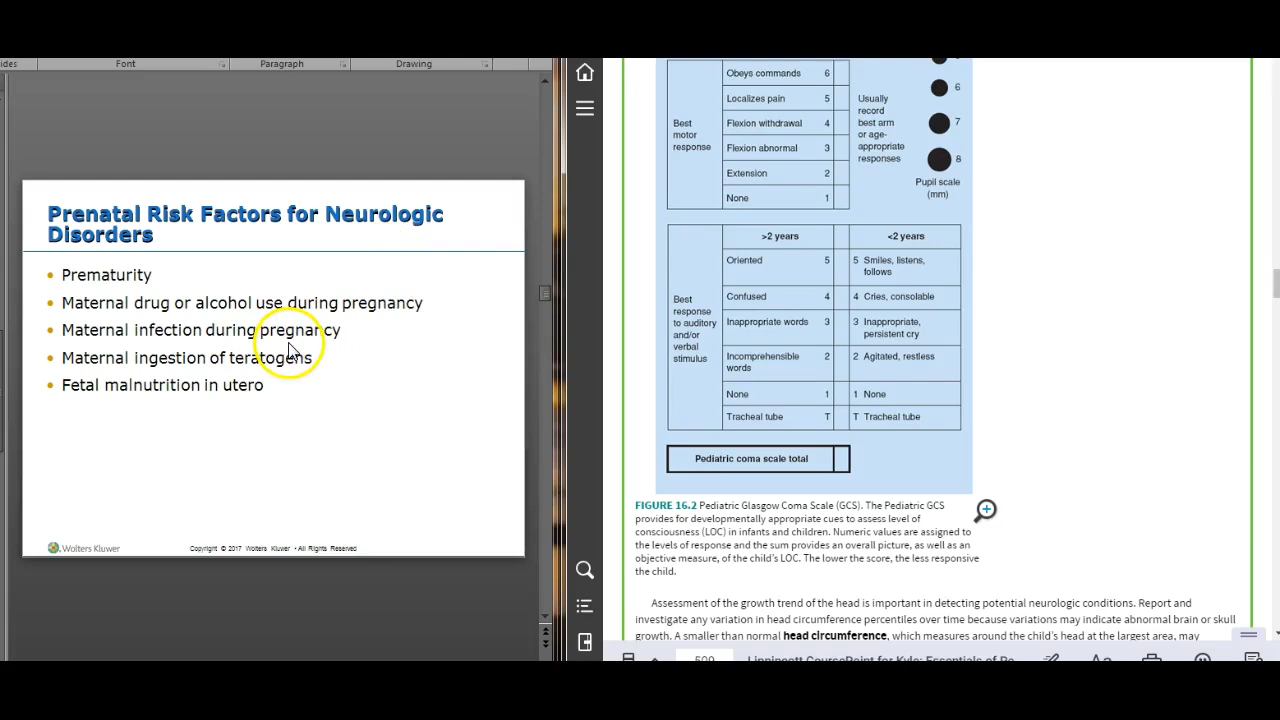 ides
Font
Paragraph
Drawing
Prenatal Risk Factors for Neurologic
Disorders
• Prematurity
• Maternal drug or alcohol use during pregnancy
• Maternal infection during pregnancy
• Maternal ingestion of teratogens
• Fetal malnutrition in utero
Wolters Kluwer
Copyright © 2017 Wolters Kluwer • All Rights Reserved
Best
motor
response
Obeys commands 6
Localizes pain 5
Flexion withdrawal 4
Flexion abnormal 3
Extension 2
None 1
Usually
record
best arm
or age-
appropriate
responses
6
7
8
Pupil scale
(mm)
Best
response
to auditory
and/or
verbal
stimulus
>2 years
<2 years
Oriented 5
5 Smiles, listens,
follows
Confused 4
4 Cries, consolable
Inappropriate words 3
3 Inappropriate,
persistent cry
Incomprehensible 2
words
2 Agitated, restless
None 1
1 None
Tracheal tube T
T Tracheal tube
Pediatric coma scale total
FIGURE 16.2 Pediatric Glasgow Coma Scale (GCS). The Pediatric GCS
provides for developmentally appropriate cues to assess level of
consciousness (LOC) in infants and children. Numeric values are assigned to
the levels of response and the sum provides an overall picture, as well as an
objective measure, of the child's LOC. The lower the score, the less responsive
the child.
Assessment of the growth trend of the head is important in detecting potential neurologic conditions. Report and
investigate any variation in head circumference percentiles over time because variations may indicate abnormal brain or skull
growth. A smaller than normal head circumference, which measures around the child's head at the largest area, may
Lippincott CoursePoint for Kyle: Essentials of Pe
Aa